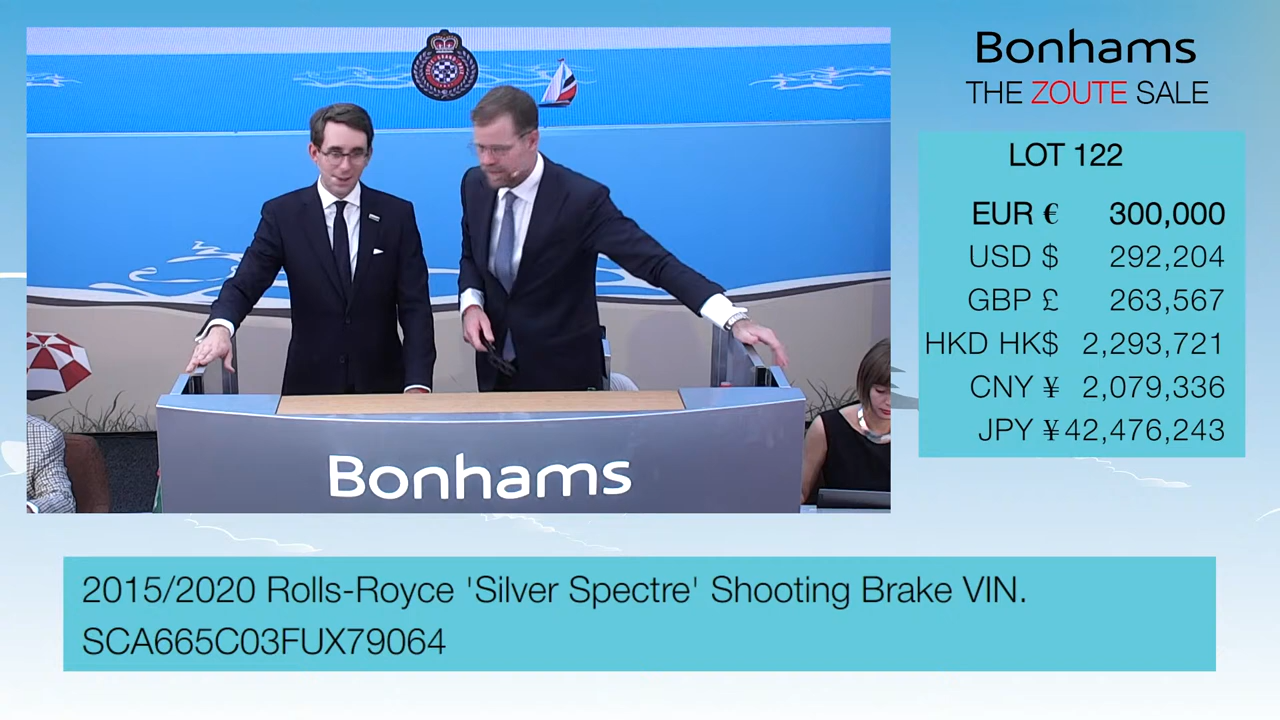 Bonhams
THE ZOUTE SALE
LOT 122
EUR € 300,000
USD $ 292,204
GBP £ 263,567
HKD HK$ 2,293,721
CNY ¥ 2,079,336
JPY ¥ 42,476,243
Bonhams
2015/2020 Rolls-Royce 'Silver Spectre' Shooting Brake VIN.
SCA665C03FUX79064